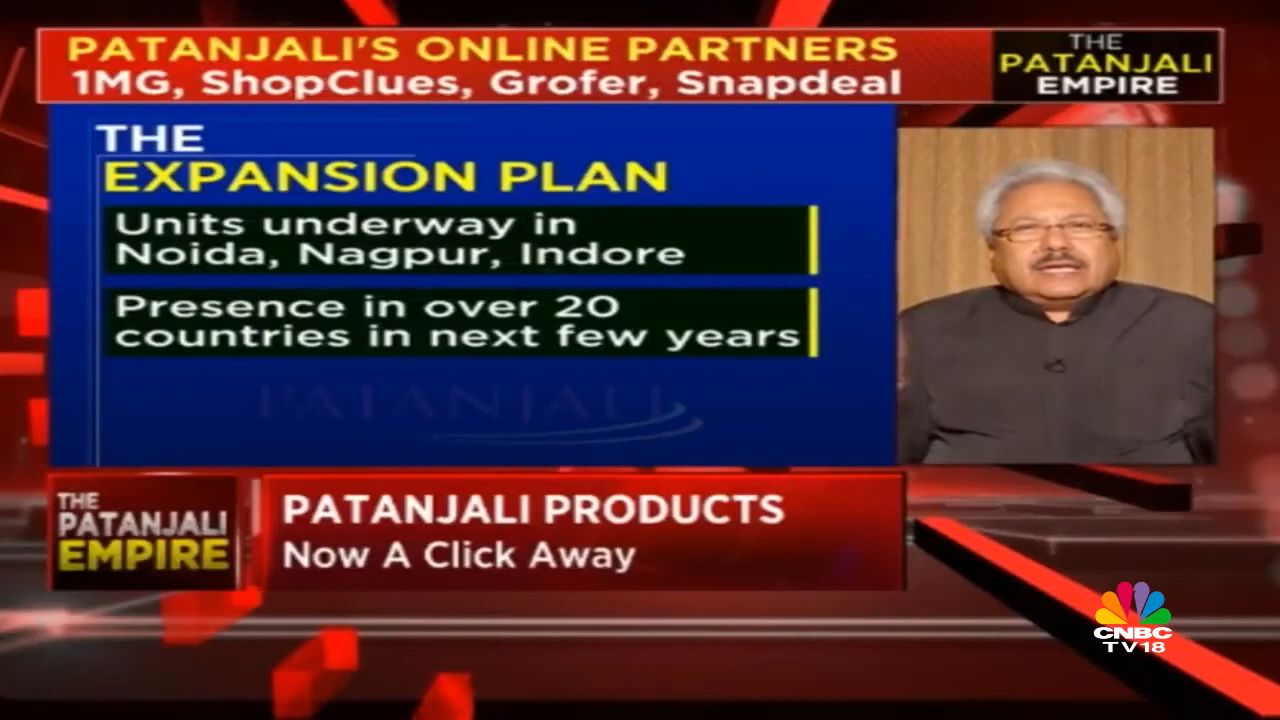 PATANJALI'S ONLINE PARTNERS
1MG, ShopClues, Grofer, Snapdeal
THE
PATANJALI
EMPIRE
THE
EXPANSION PLAN
Units underway in
Noida, Nagpur, Indore
Presence in over 20
countries in next few years
PATANJALI
THE
PATANJALI
EMPIRE
PATANJALI PRODUCTS
Now A Click Away
CNBC
TV18